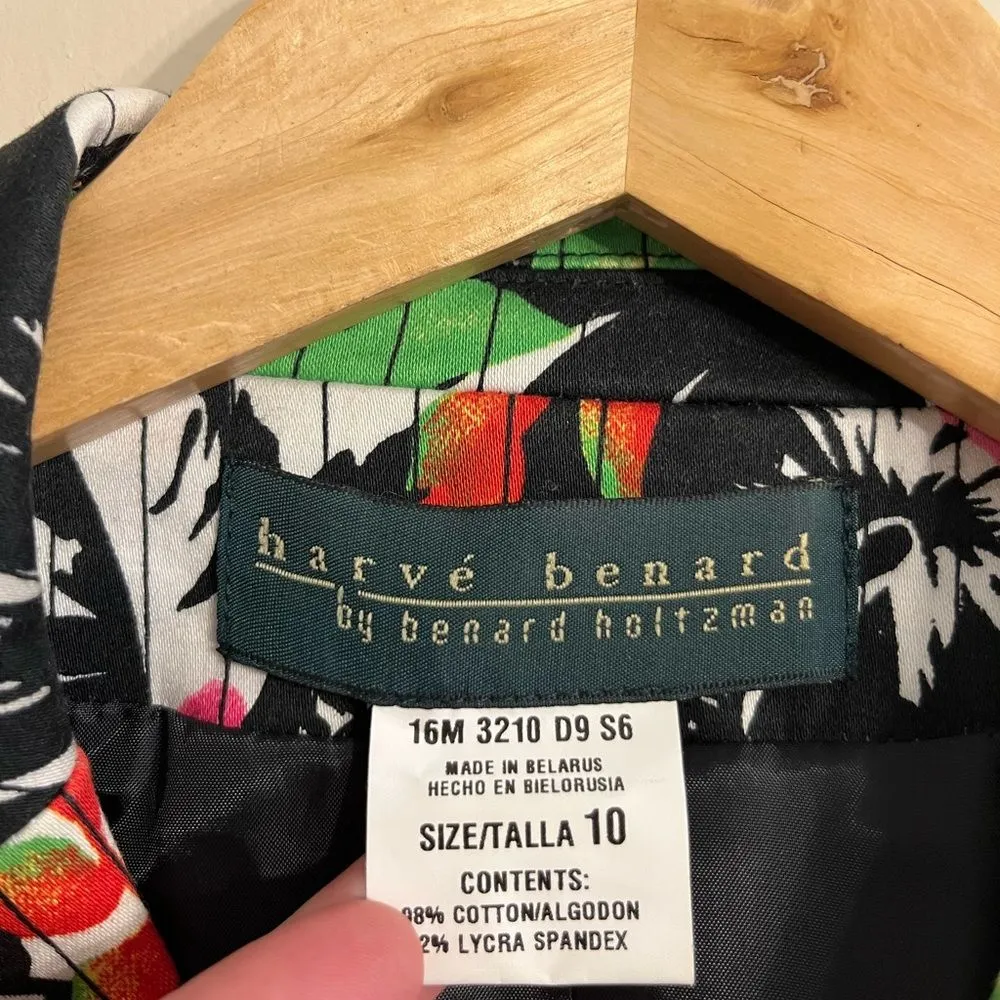 harvé benard
by benard holtzman
16M 3210 D9 S6
MADE IN BELARUS
HECHO EN BIELORUSIA
SIZE/TALLA 10
CONTENTS:
98% COTTON/ALGODON
2% LYCRA SPANDEX